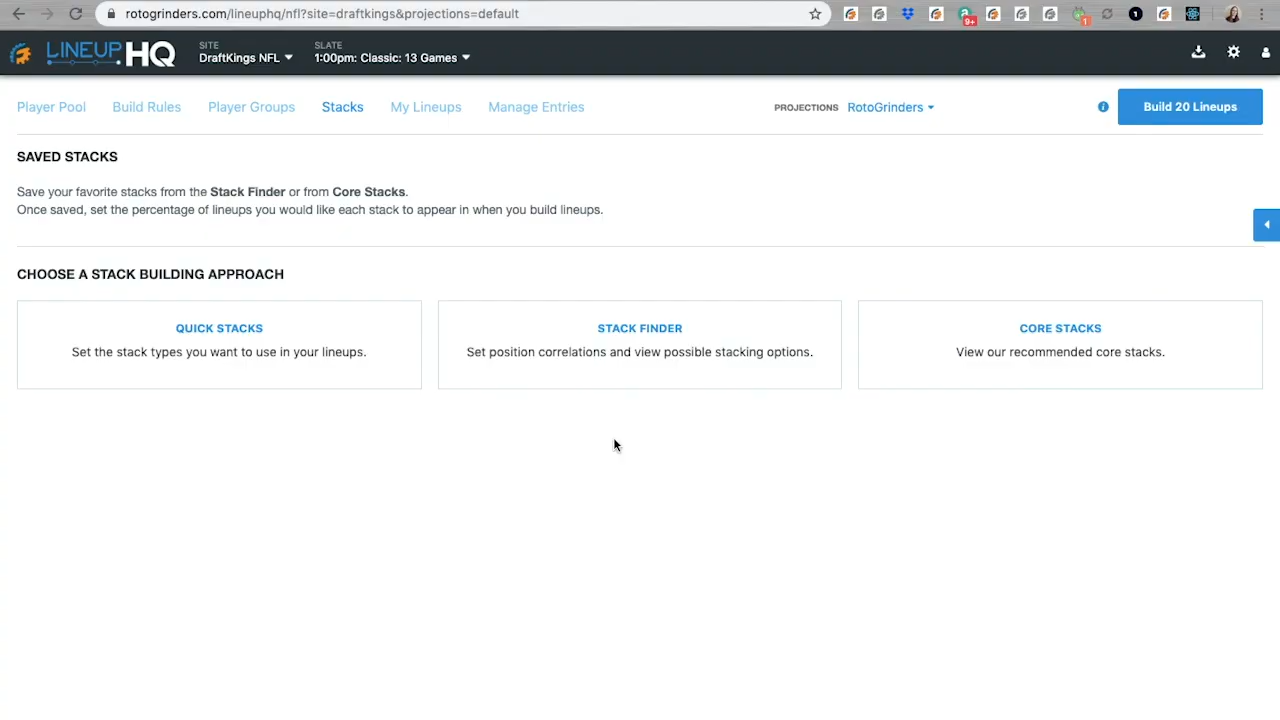 rotogrinders.com/lineuphq/nfl?site=draftkings&projections=default
9+
1
1
LINEUPHQ
SITE
DraftKings NFL
SLATE
1:00pm: Classic: 13 Games
Player Pool
Build Rules
Player Groups
Stacks
My Lineups
Manage Entries
PROJECTIONS RotoGrinders
Build 20 Lineups
SAVED STACKS
Save your favorite stacks from the Stack Finder or from Core Stacks.
Once saved, set the percentage of lineups you would like each stack to appear in when you build lineups.
CHOOSE A STACK BUILDING APPROACH
QUICK STACKS
Set the stack types you want to use in your lineups.
STACK FINDER
Set position correlations and view possible stacking options.
CORE STACKS
View our recommended core stacks.